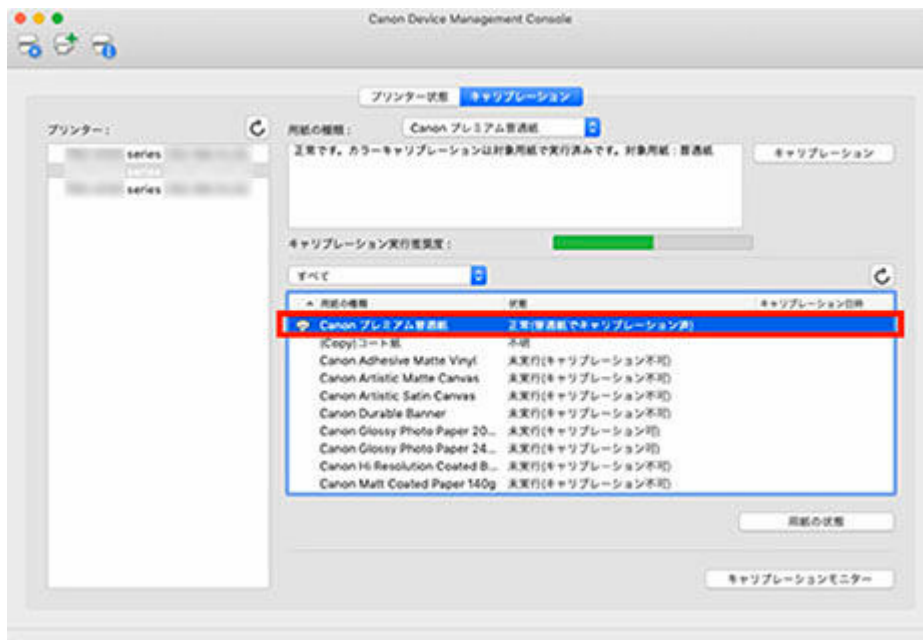 Canon Device Management Console
プリンター状態 キャリブレーション
プリンター：
用紙の種類： Canon プレミアム普通紙
series
正常です。カラーキャリブレーションは対象用紙で実行済みです。対象用紙：普通紙
キャリブレーション
series
series
キャリブレーション実行推奨度：
すべて
用紙の種類 状態 キャリブレーション日時
Canon プレミアム普通紙 正常(普通紙でキャリブレーション済)
(Copy)コート紙 不明
Canon Adhesive Matte Vinyl 未実行(キャリブレーション不可)
Canon Artistic Matte Canvas 未実行(キャリブレーション不可)
Canon Artistic Satin Canvas 未実行(キャリブレーション不可)
Canon Durable Banner 未実行(キャリブレーション不可)
Canon Glossy Photo Paper 20... 未実行(キャリブレーション可)
Canon Glossy Photo Paper 24... 未実行(キャリブレーション可)
Canon Hi Resolution Coated B... 未実行(キャリブレーション不可)
Canon Matt Coated Paper 140g 未実行(キャリブレーション不可)
用紙の状態
キャリブレーションモニター